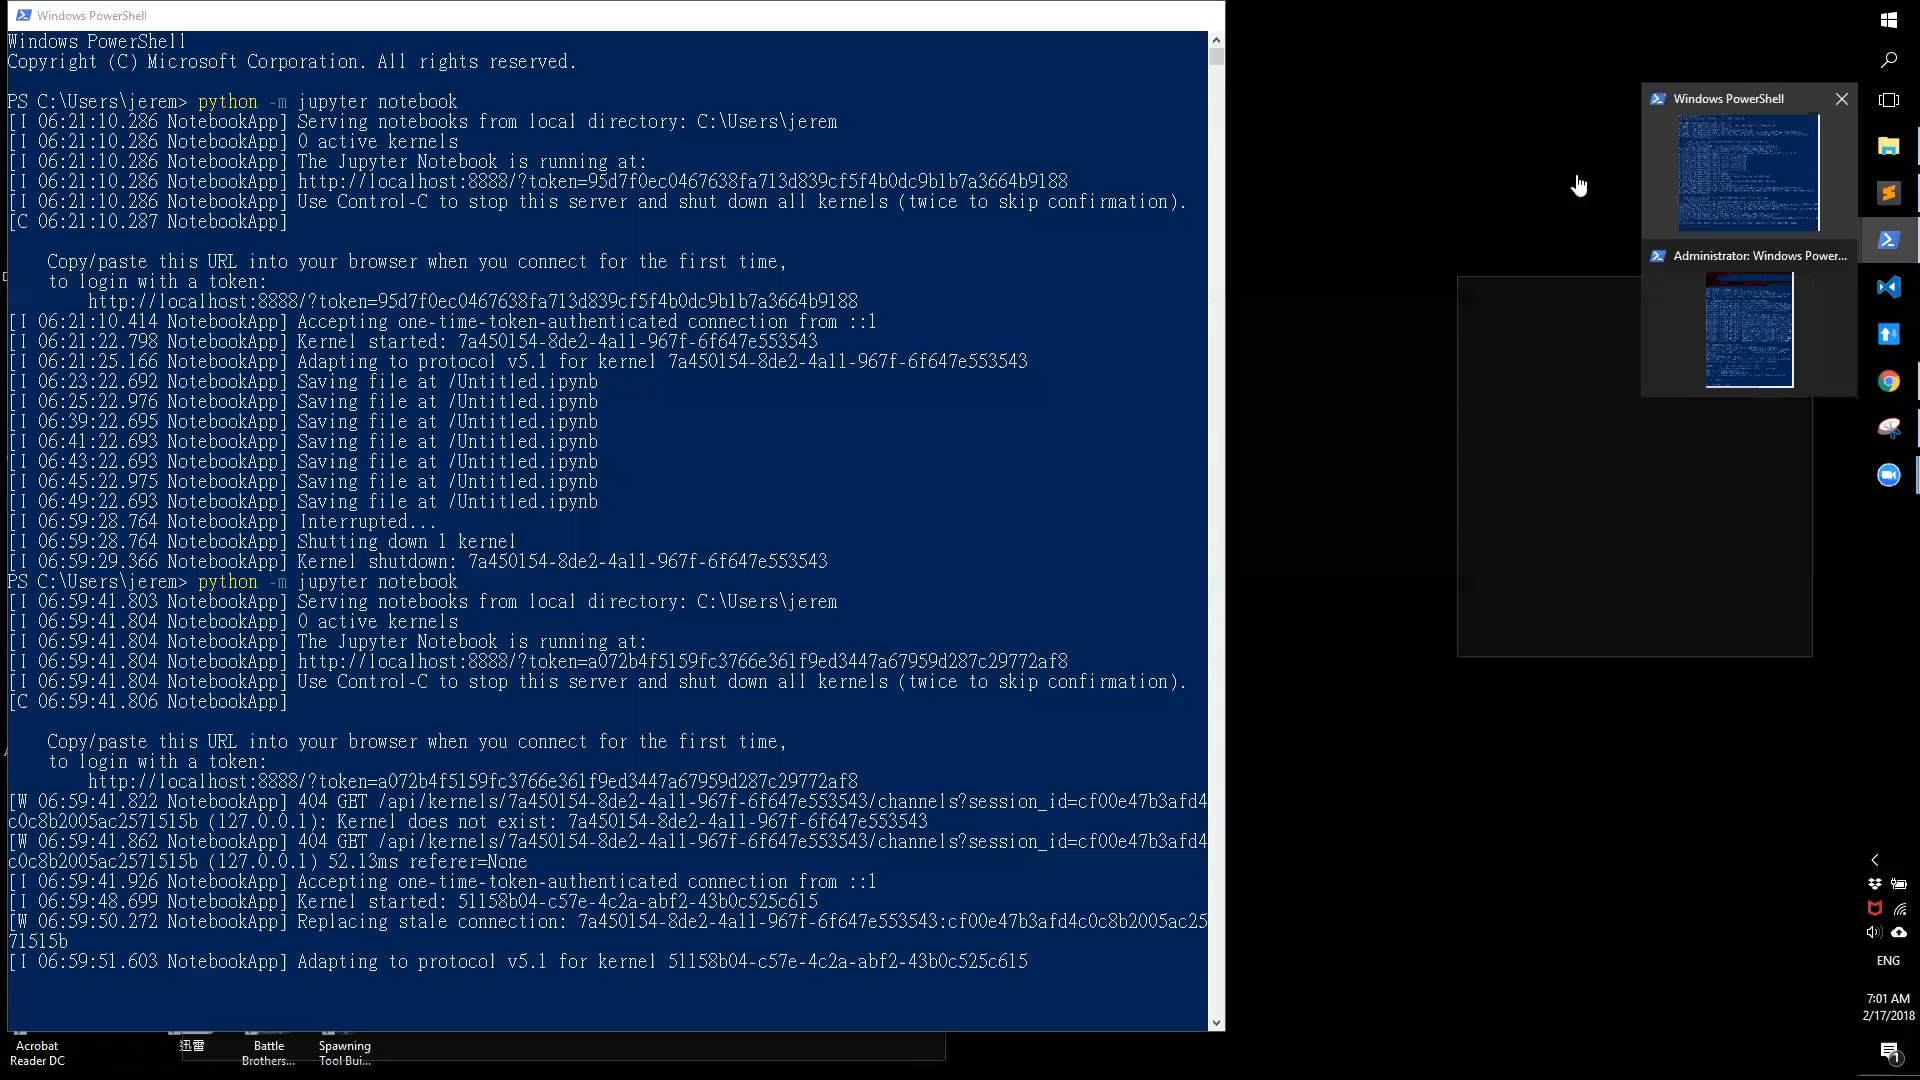 Windows PowerShell
Windows PowerShell
Copyright (C) Microsoft Corporation. All rights reserved.
PS C:\Users\jerem> python -m jupyter notebook
[I 06:21:10.286 NotebookApp] Serving notebooks from local directory: C:\Users\jerem
[I 06:21:10.286 NotebookApp] 0 active kernels
[I 06:21:10.286 NotebookApp] The Jupyter Notebook is running at:
[I 06:21:10.286 NotebookApp] http://localhost:8888/?token=95d7f0ec0467638fa713d839cf5f4b0dc9b1b7a3664b9188
[I 06:21:10.286 NotebookApp] Use Control-C to stop this server and shut down all kernels (twice to skip confirmation).
[C 06:21:10.287 NotebookApp]
Copy/paste this URL into your browser when you connect for the first time,
to login with a token:
http://localhost:8888/?token=95d7f0ec0467638fa713d839cf5f4b0dc9b1b7a3664b9188
[I 06:21:10.414 NotebookApp] Accepting one-time-token-authenticated connection from ::1
[I 06:21:22.798 NotebookApp] Kernel started: 7a450154-8de2-4a11-967f-6f647e553543
[I 06:21:25.166 NotebookApp] Adapting to protocol v5.1 for kernel 7a450154-8de2-4a11-967f-6f647e553543
[I 06:23:22.692 NotebookApp] Saving file at /Untitled.ipynb
[I 06:25:22.976 NotebookApp] Saving file at /Untitled.ipynb
[I 06:39:22.695 NotebookApp] Saving file at /Untitled.ipynb
[I 06:41:22.693 NotebookApp] Saving file at /Untitled.ipynb
[I 06:43:22.693 NotebookApp] Saving file at /Untitled.ipynb
[I 06:45:22.975 NotebookApp] Saving file at /Untitled.ipynb
[I 06:49:22.693 NotebookApp] Saving file at /Untitled.ipynb
[I 06:59:28.764 NotebookApp] Interrupted...
[I 06:59:28.764 NotebookApp] Shutting down 1 kernel
[I 06:59:29.366 NotebookApp] Kernel shutdown: 7a450154-8de2-4a11-967f-6f647e553543
PS C:\Users\jerem> python -m jupyter notebook
[I 06:59:41.803 NotebookApp] Serving notebooks from local directory: C:\Users\jerem
[I 06:59:41.804 NotebookApp] 0 active kernels
[I 06:59:41.804 NotebookApp] The Jupyter Notebook is running at:
[I 06:59:41.804 NotebookApp] http://localhost:8888/?token=a072b4f5159fc3766e361f9ed3447a67959d287c29772af8
[I 06:59:41.804 NotebookApp] Use Control-C to stop this server and shut down all kernels (twice to skip confirmation).
[C 06:59:41.806 NotebookApp]
Copy/paste this URL into your browser when you connect for the first time,
to login with a token:
http://localhost:8888/?token=a072b4f5159fc3766e361f9ed3447a67959d287c29772af8
[W 06:59:41.822 NotebookApp] 404 GET /api/kernels/7a450154-8de2-4a11-967f-6f647e553543/channels?session_id=cf00e47b3afd4
c0c8b2005ac2571515b (127.0.0.1): Kernel does not exist: 7a450154-8de2-4a11-967f-6f647e553543
[W 06:59:41.862 NotebookApp] 404 GET /api/kernels/7a450154-8de2-4a11-967f-6f647e553543/channels?session_id=cf00e47b3afd4
c0c8b2005ac2571515b (127.0.0.1) 52.13ms referer=None
[I 06:59:41.926 NotebookApp] Accepting one-time-token-authenticated connection from ::1
[I 06:59:48.699 NotebookApp] Kernel started: 51158b04-c57e-4c2a-abf2-43b0c525c615
[W 06:59:50.272 NotebookApp] Replacing stale connection: 7a450154-8de2-4a11-967f-6f647e553543:cf00e47b3afd4c0c8b2005ac25
71515b
[I 06:59:51.603 NotebookApp] Adapting to protocol v5.1 for kernel 51158b04-c57e-4c2a-abf2-43b0c525c615
Acrobat
Reader DC
迅雷
Battle
Brothers...
Spawning
Tool Bui...
Windows PowerShell
Administrator: Windows Power...
ENG
7:01 AM
2/17/2018
1